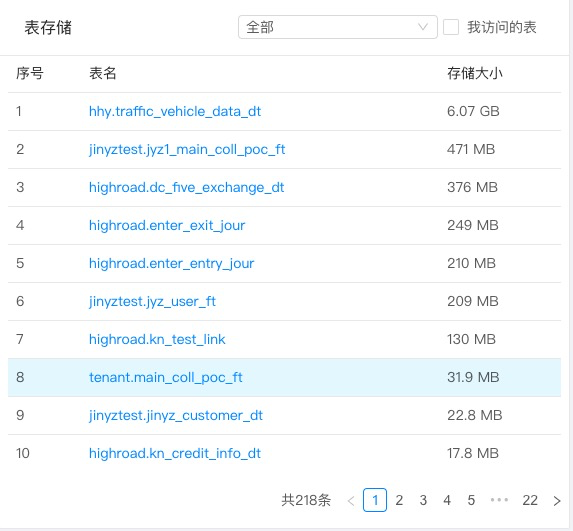 表存储 全部 我访问的表
序号 表名 存储大小
1 hhy.traffic_vehicle_data_dt 6.07 GB
2 jinyztest.jyz1_main_coll_poc_ft 471 MB
3 highroad.dc_five_exchange_dt 376 MB
4 highroad.enter_exit_jour 249 MB
5 highroad.enter_entry_jour 210 MB
6 jinyztest.jyz_user_ft 209 MB
7 highroad.kn_test_link 130 MB
8 tenant.main_coll_poc_ft 31.9 MB
9 jinyztest.jinyz_customer_dt 22.8 MB
10 highroad.kn_credit_info_dt 17.8 MB
共218条 < 1 2 3 4 5 ••• 22 >